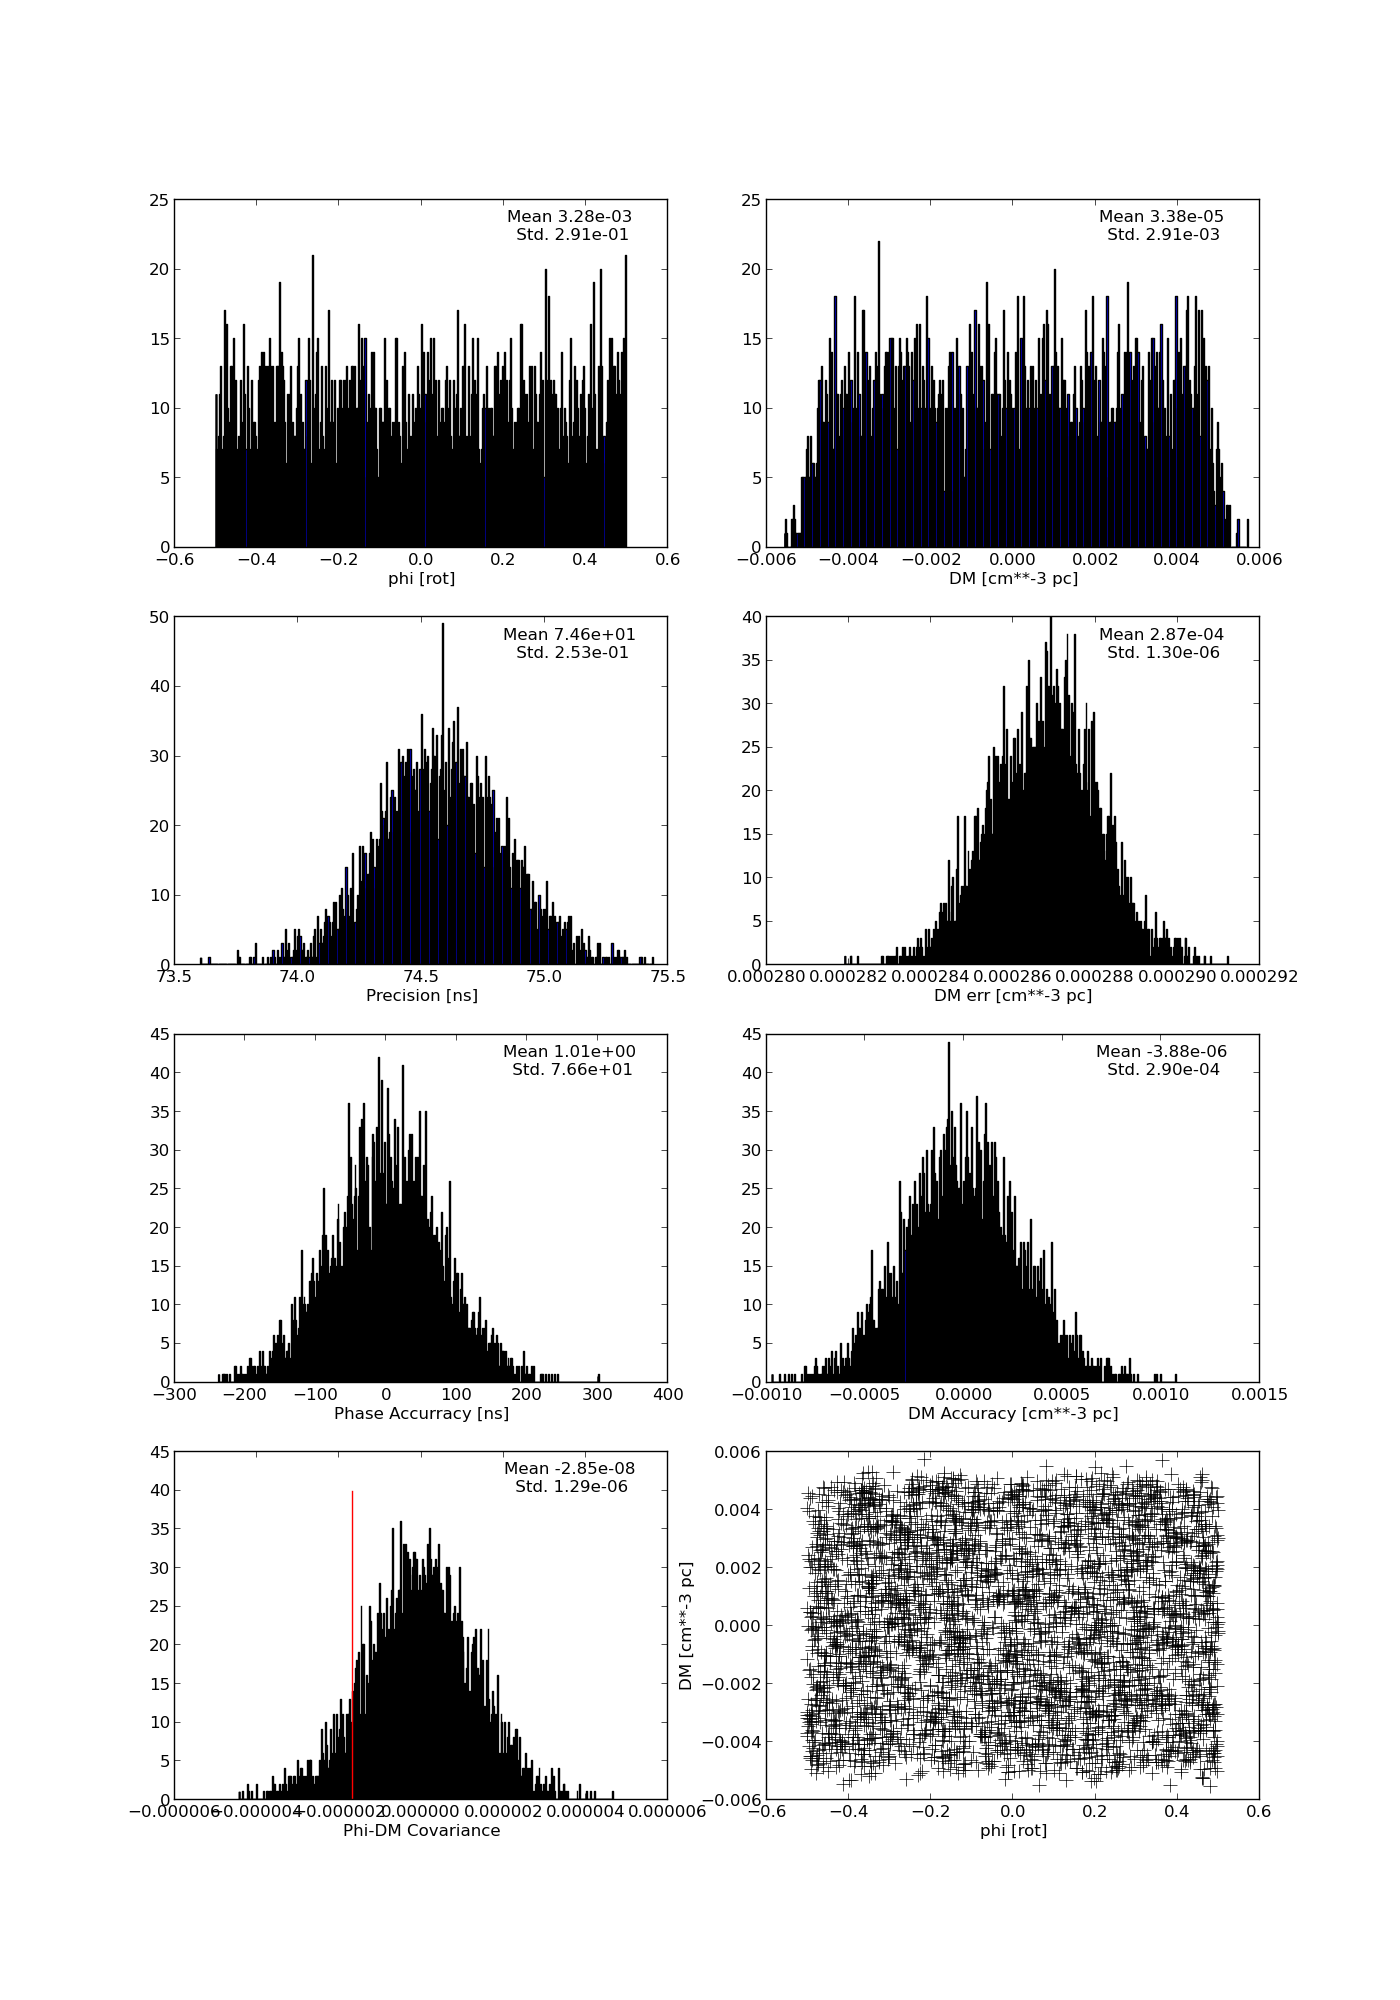 25
20
15
10
5
0
Mean 3.28e-03
Std. 2.91e-01
−0.6 −0.4 −0.2 0.0 0.2 0.4 0.6
phi [rot]
25
20
15
10
5
0
Mean 3.38e-05
Std. 2.91e-03
−0.006 −0.004 −0.002 0.000 0.002 0.004 0.006
DM [cm**-3 pc]
50
40
30
20
10
0
Mean 7.46e+01
Std. 2.53e-01
73.5 74.0 74.5 75.0 75.5
Precision [ns]
40
35
30
25
20
15
10
5
0
Mean 2.87e-04
Std. 1.30e-06
0.000280 0.000282 0.000284 0.000286 0.000288 0.000290 0.000292
DM err [cm**-3 pc]
45
40
35
30
25
20
15
10
5
0
Mean 1.01e+00
Std. 7.66e+01
−300 −200 −100 0 100 200 300 400
Phase Accurracy [ns]
45
40
35
30
25
20
15
10
5
0
Mean -3.88e-06
Std. 2.90e-04
−0.0010 −0.0005 0.0000 0.0005 0.0010 0.0015
DM Accuracy [cm**-3 pc]
45
40
35
30
25
20
15
10
5
0
Mean -2.85e-08
Std. 1.29e-06
−0.000006 −0.000004 −0.000002 0.000000 0.000002 0.000004 0.000006
Phi-DM Covariance
0.006
0.004
0.002
0.000
−0.002
−0.004
−0.006
DM [cm**-3 pc]
−0.6 −0.4 −0.2 0.0 0.2 0.4 0.6
phi [rot]